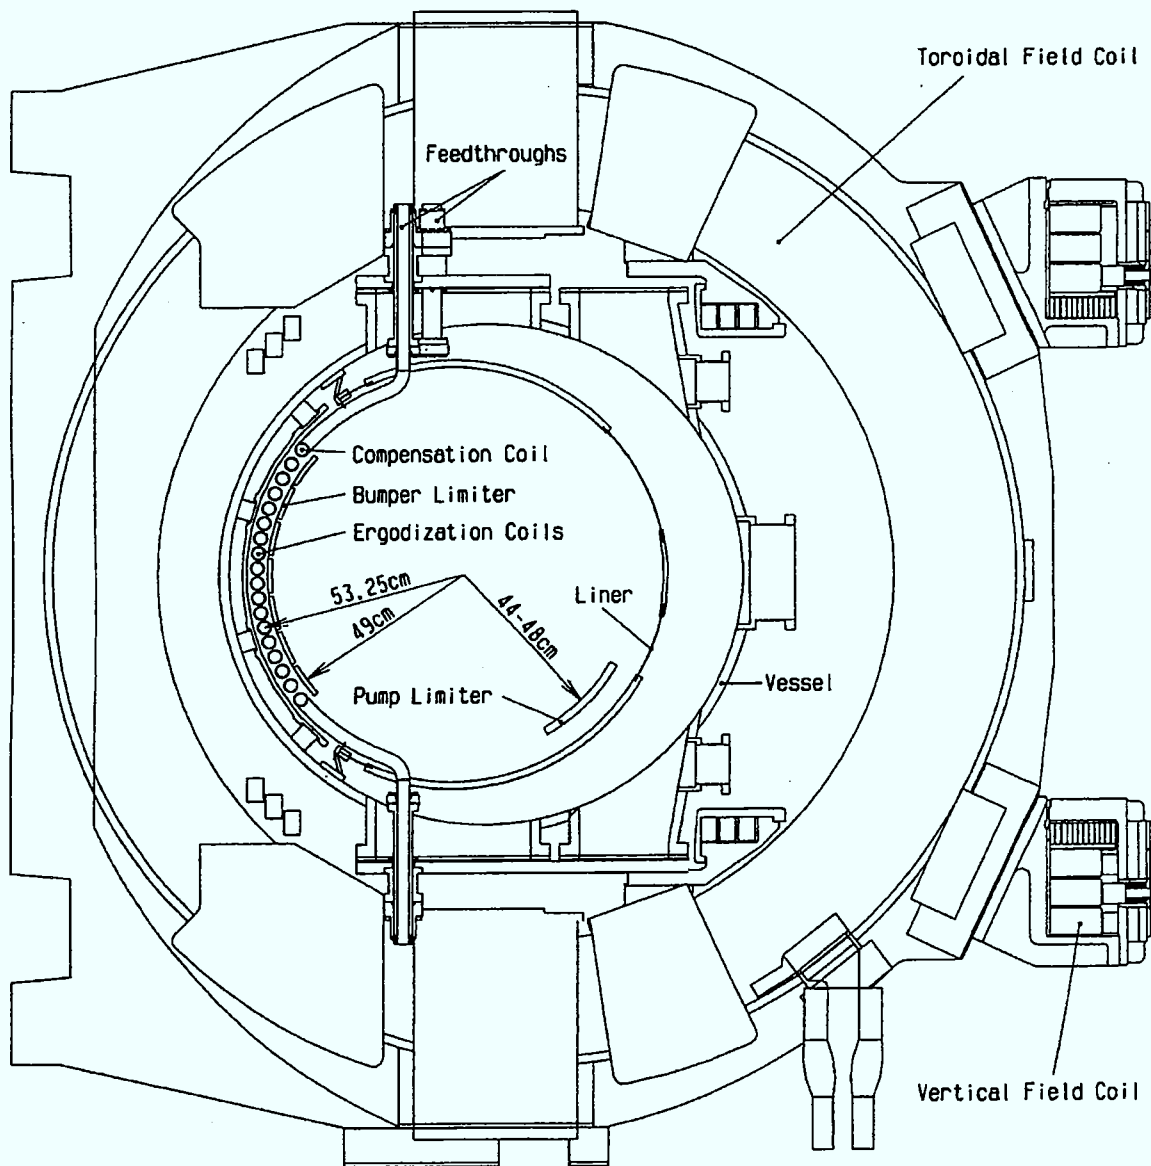 Toroidal Field Coil
Feedthroughs
Compensation Coil
Bumper Limiter
Ergodization Coils
53.25cm
49cm
44-48cm
Liner
Pump Limiter
Vessel
Vertical Field Coil